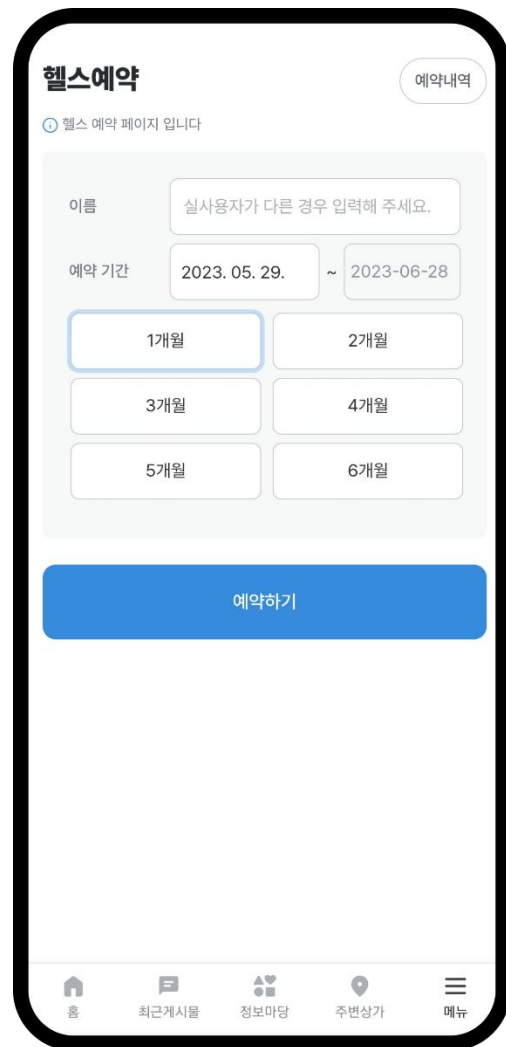 헬스예약
예약내역
헬스 예약 페이지 입니다
이름
실사용자가 다른 경우 입력해 주세요.
예약 기간
2023. 05. 29.
~
2023-06-28
1개월
2개월
3개월
4개월
5개월
6개월
예약하기
홈
최근게시물
정보마당
주변상가
메뉴